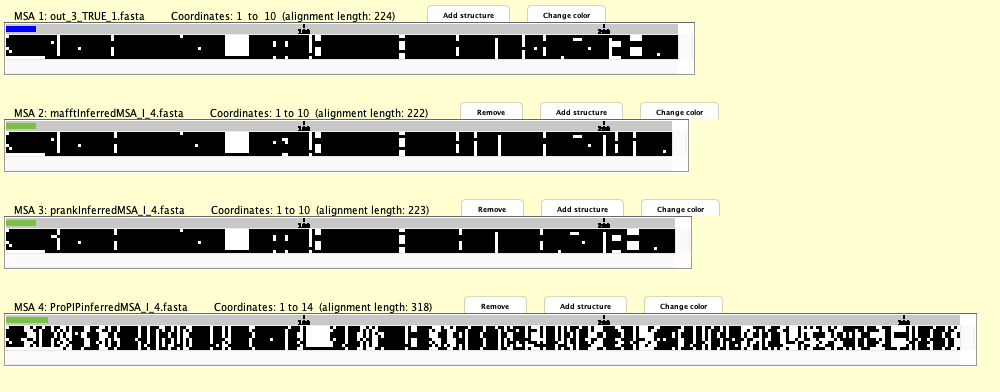 MSA 1: out_3_TRUE_1.fasta Coordinates: 1 to 10 (alignment length: 224) Add structure Change color
100 200
MSA 2: mafftInferredMSA_I_4.fasta Coordinates: 1 to 10 (alignment length: 222) Remove Add structure Change color
100 200
MSA 3: prankInferredMSA_I_4.fasta Coordinates: 1 to 10 (alignment length: 223) Remove Add structure Change color
100 200
MSA 4: ProPIPinferredMSA_I_4.fasta Coordinates: 1 to 14 (alignment length: 318) Remove Add structure Change color
100 200 300